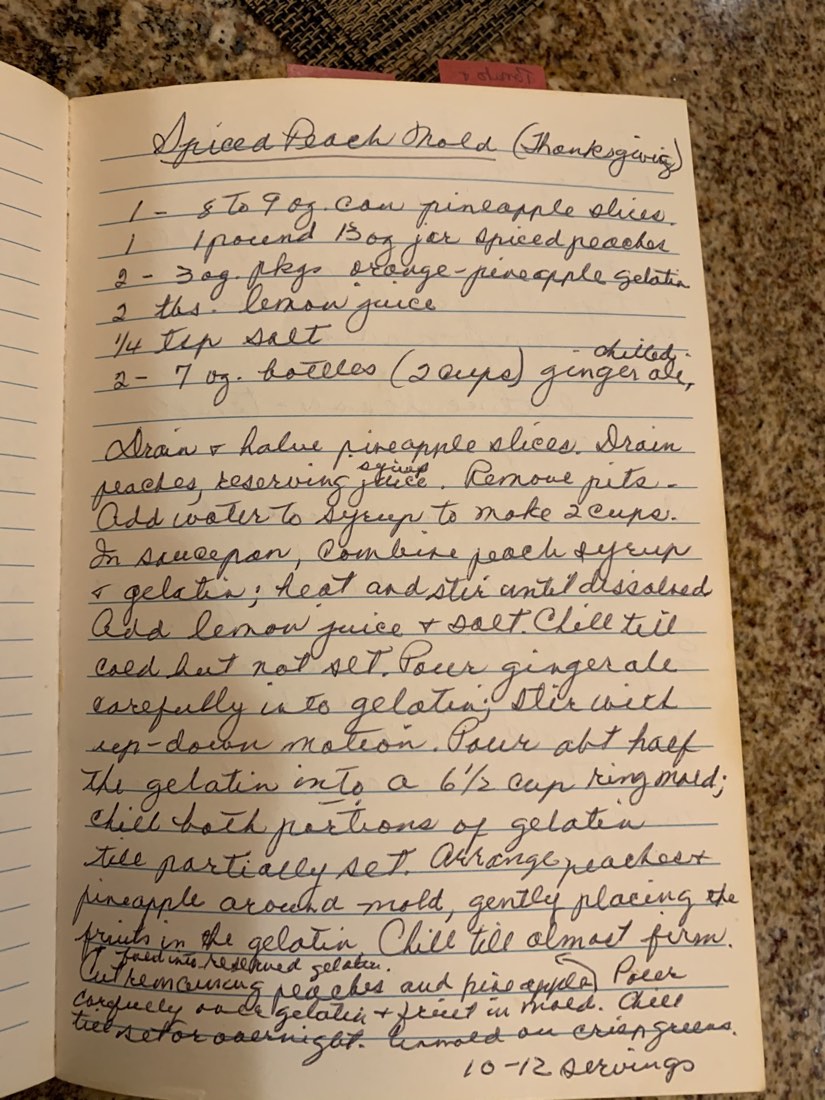 Spiced Peach Mold (Thanksgiving)
1 - 8 to 9 oz. can pineapple slices.
1 1 pound 13 oz jar spiced peaches
2 - 3 og. pkgs orange-pineapple gelatin
2 tbs. lemon juice
1/4 tsp salt
chilled
2 - 7 oz. bottles (2 cups) ginger ale,
Drain + halve pineapple slices. Drain
syrup
peaches, reserving juice. Remove pits -
Add water to syrup to make 2 cups.
In saucepan, combine peach syrup
+ gelatin; heat and stir until dissolved
Add lemon juice + salt. Chill till
cold but not set. Pour ginger ale
carefully into gelatin; stir with
up-down motion. Pour abt half
the gelatin into a 6 1/2 cup ring mold;
chill both portions of gelatin
till partially set. Arrange peaches +
pineapple around mold, gently placing the
fruits in the gelatin. Chill till almost firm.
fold into reserved gelatin.
Cut remaining peaches and pineapple) Pour
carefully over gelatin + fruit in mold. Chill
till set or overnight. Unmold on crisp greens.
10-12 servings